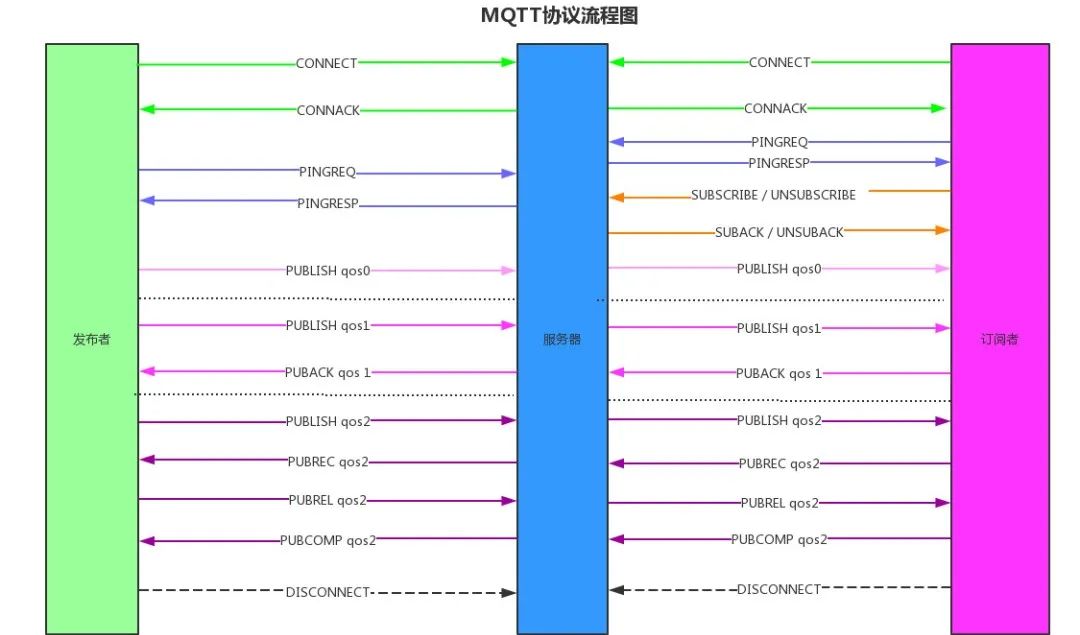 MQTT协议流程图
CONNECT
CONNECT
CONNACK
CONNACK
PINGREQ
PINGRESP
PINGREQ
SUBSCRIBE / UNSUBSCRIBE
PINGRESP
SUBACK / UNSUBACK
PUBLISH qos0
PUBLISH qos0
PUBLISH qos1
PUBLISH qos1
发布者
服务器
订阅者
PUBACK qos 1
PUBACK qos 1
PUBLISH qos2
PUBLISH qos2
PUBREC qos2
PUBREC qos2
PUBREL qos2
PUBREL qos2
PUBCOMP qos2
PUBCOMP qos2
DISCONNECT
DISCONNECT